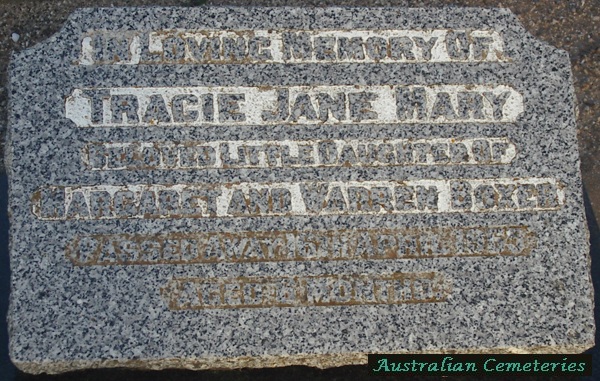 In Loving Memory Of
Tracie Jane Mary
Beloved Little Daughter of
Margaret and Warren
Passed Away
Aged Months
Australian Cemeteries